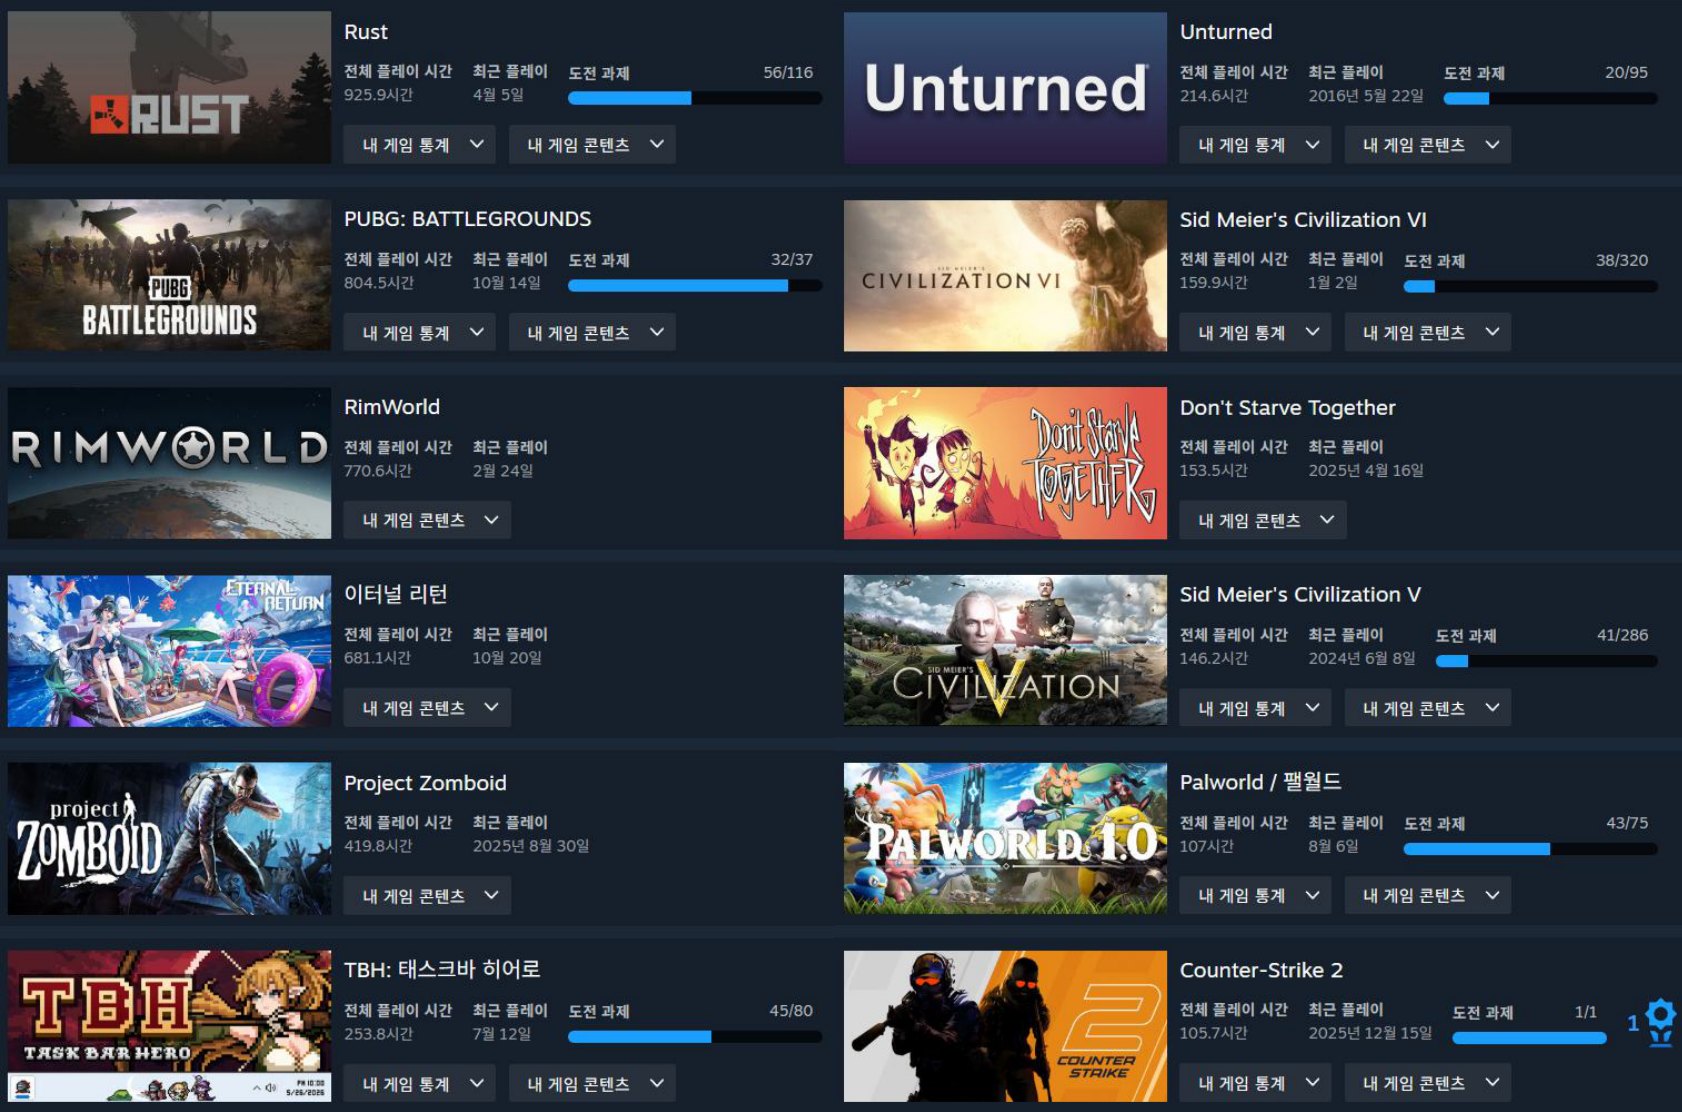 RUST
Rust
전체 플레이 시간 최근 플레이 도전 과제 56/116
925.9시간 4월 5일
내 게임 통계 내 게임 콘텐츠
Unturned
Unturned
전체 플레이 시간 최근 플레이 도전 과제 20/95
214.6시간 2016년 5월 22일
내 게임 통계 내 게임 콘텐츠
PUBG
BATTLEGROUNDS
PUBG: BATTLEGROUNDS
전체 플레이 시간 최근 플레이 도전 과제 32/37
804.5시간 10월 14일
내 게임 통계 내 게임 콘텐츠
SID MEIER'S
CIVILIZATION VI
Sid Meier's Civilization VI
전체 플레이 시간 최근 플레이 도전 과제 38/320
159.9시간 1월 2일
내 게임 통계 내 게임 콘텐츠
RIMWORLD
RimWorld
전체 플레이 시간 최근 플레이
770.6시간 2월 24일
내 게임 콘텐츠
Don't Starve
TOGETHER
Don't Starve Together
전체 플레이 시간 최근 플레이
153.5시간 2025년 4월 16일
내 게임 콘텐츠
ETERNAL
RETURN
이터널 리턴
전체 플레이 시간 최근 플레이
681.1시간 10월 20일
내 게임 콘텐츠
SID MEIER'S
CIVILIZATION
V
Sid Meier's Civilization V
전체 플레이 시간 최근 플레이 도전 과제 41/286
146.2시간 2024년 6월 8일
내 게임 통계 내 게임 콘텐츠
project
ZOMBOID
Project Zomboid
전체 플레이 시간 최근 플레이
419.8시간 2025년 8월 30일
내 게임 콘텐츠
PALWORLD 1.0
Palworld / 팰월드
전체 플레이 시간 최근 플레이 도전 과제 43/75
107시간 8월 6일
내 게임 통계 내 게임 콘텐츠
TBH
TASK BAR HERO
PM 10:00
5/26/2026
TBH: 태스크바 히어로
전체 플레이 시간 최근 플레이 도전 과제 45/80
253.8시간 7월 12일
내 게임 통계 내 게임 콘텐츠
2
COUNTER
STRIKE
Counter-Strike 2
전체 플레이 시간 최근 플레이 도전 과제 1/1
105.7시간 2025년 12월 15일
1
내 게임 통계 내 게임 콘텐츠